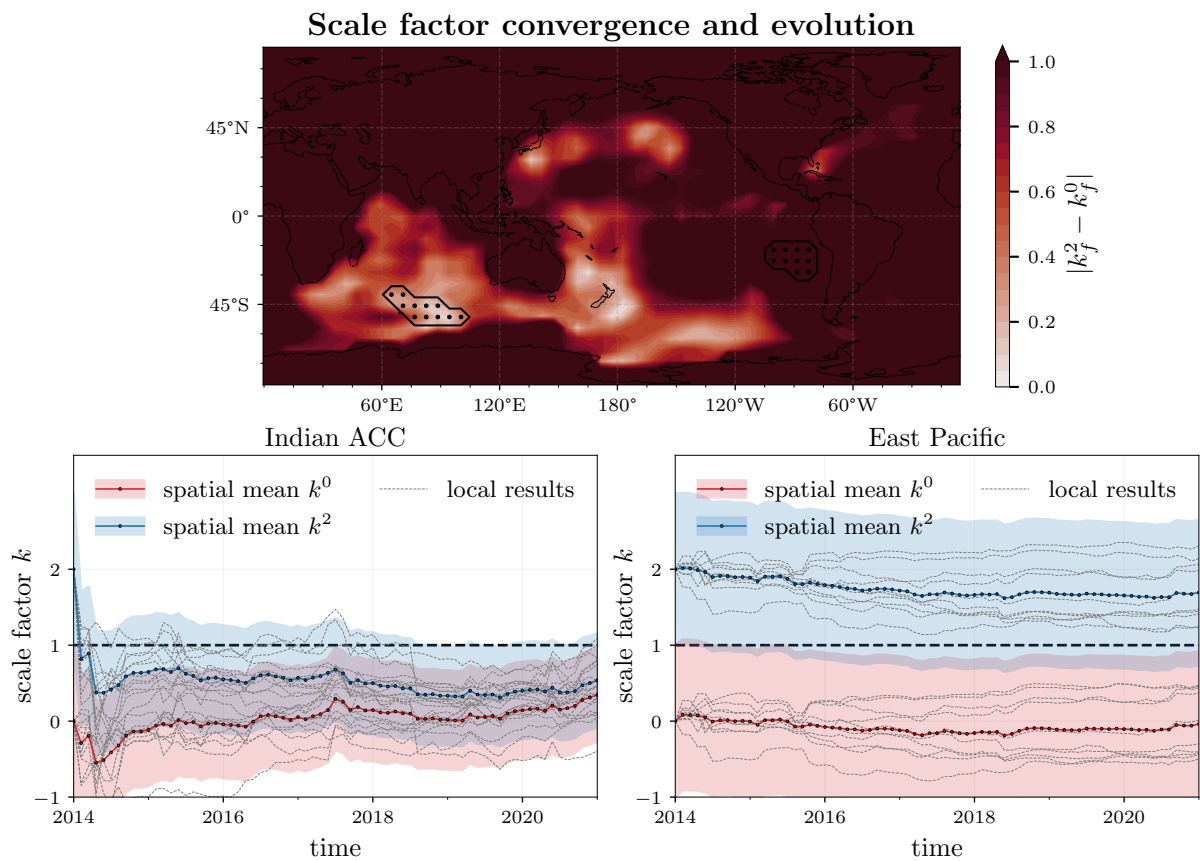 Scale factor convergence and evolution
45°N
0°
45°S
60°E 120°E 180° 120°W 60°W
1.0
0.8
0.6
0.4
0.2
0.0
|k_f^2 − k_f^0|
Indian ACC
spatial mean k^0
spatial mean k^2
local results
scale factor k
2
1
0
−1
2014 2016 2018 2020
time
East Pacific
spatial mean k^0
spatial mean k^2
local results
scale factor k
2
1
0
−1
2014 2016 2018 2020
time